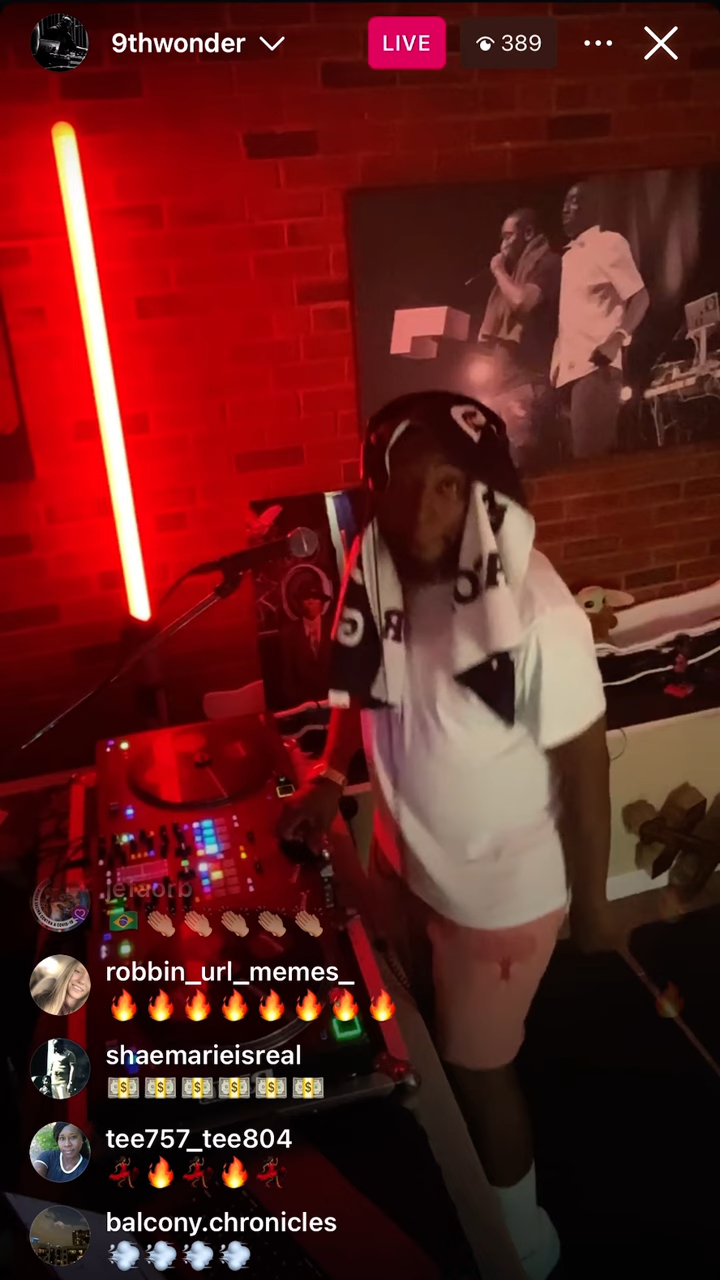 9thwonder
LIVE
389
robbin_url_memes_
🔥🔥🔥🔥🔥🔥🔥🔥
shaemarieisreal
💵💵💵💵💵💵
tee757_tee804
💃🔥💃🔥💃
balcony.chronicles
💨💨💨💨